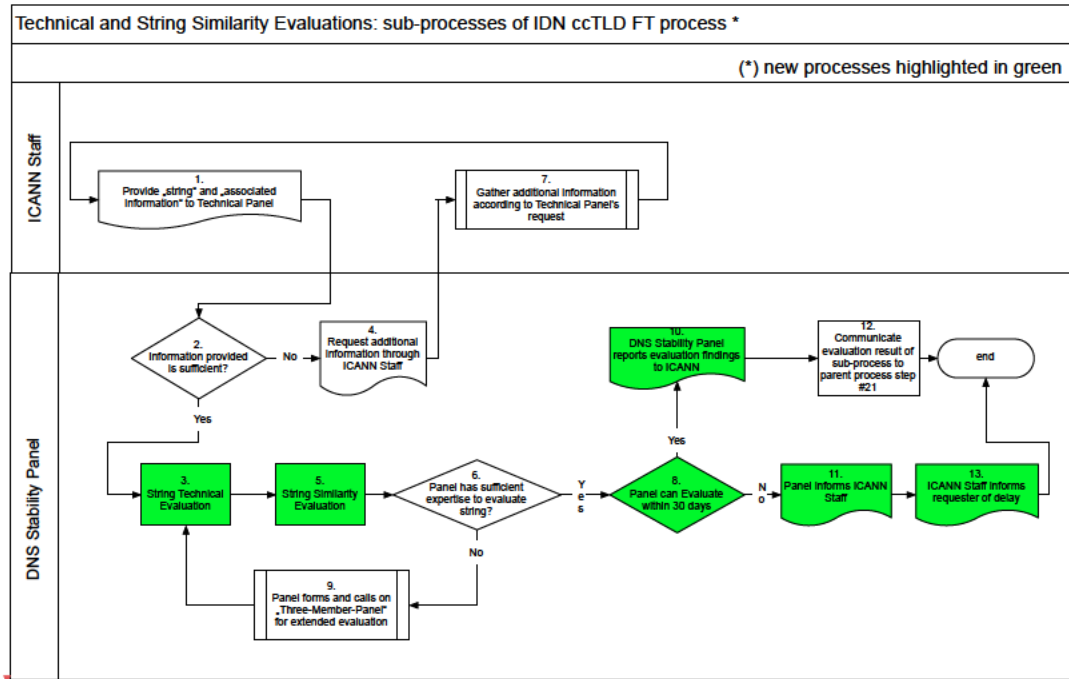 Technical and String Similarity Evaluations: sub-processes of IDN ccTLD FT process *
(*) new processes highlighted in green
ICANN Staff
1.
Provide „string“ and „associated
information“ to Technical Panel
7.
Gather additional information
according to Technical Panel's
request
DNS Stability Panel
2.
Information provided
is sufficient?
No
Yes
4.
Request additional
information through
ICANN Staff
10.
DNS Stability Panel
reports evaluation findings
to ICANN
12.
Communicate
evaluation result of
sub-process to
parent process step
#21
end
3.
String Technical
Evaluation
5.
String Similarity
Evaluation
6.
Panel has sufficient
expertise to evaluate
string?
Yes
No
8.
Panel can Evaluate
within 30 days
Yes
No
11.
Panel informs ICANN
Staff
13.
ICANN Staff informs
requester of delay
9.
Panel forms and calls on
„Three-Member-Panel“
for extended evaluation